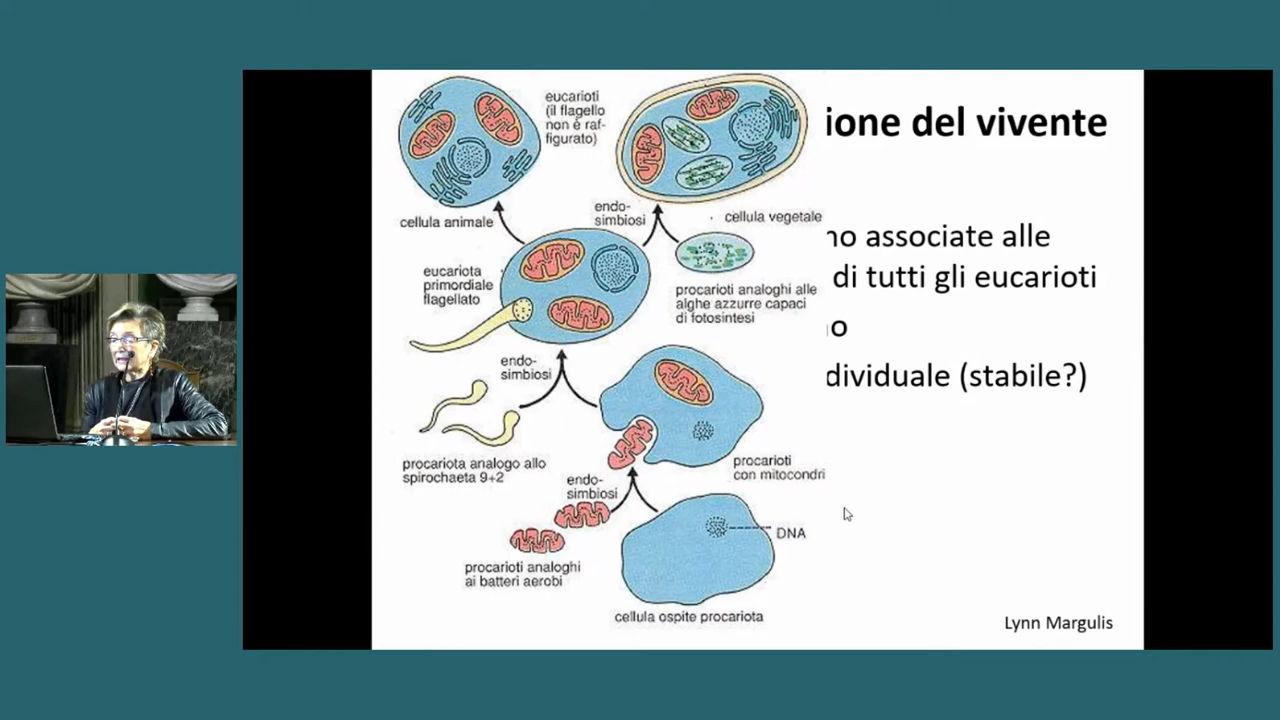 ione del vivente
no associate alle
di tutti gli eucarioti
o
dividuale (stabile?)
eucarioti
(il flagello
non è raf-
figurato)
cellula animale
endo-
simbiosi
cellula vegetale
eucariota
primordiale
flagellato
procarioti analoghi alle
alghe azzurre capaci
di fotosintesi
endo-
simbiosi
procariota analogo allo
spirochaeta 9+2
procarioti
con mitocondri
endo-
simbiosi
DNA
procarioti analoghi
ai batteri aerobi
cellula ospite procariota
Lynn Margulis